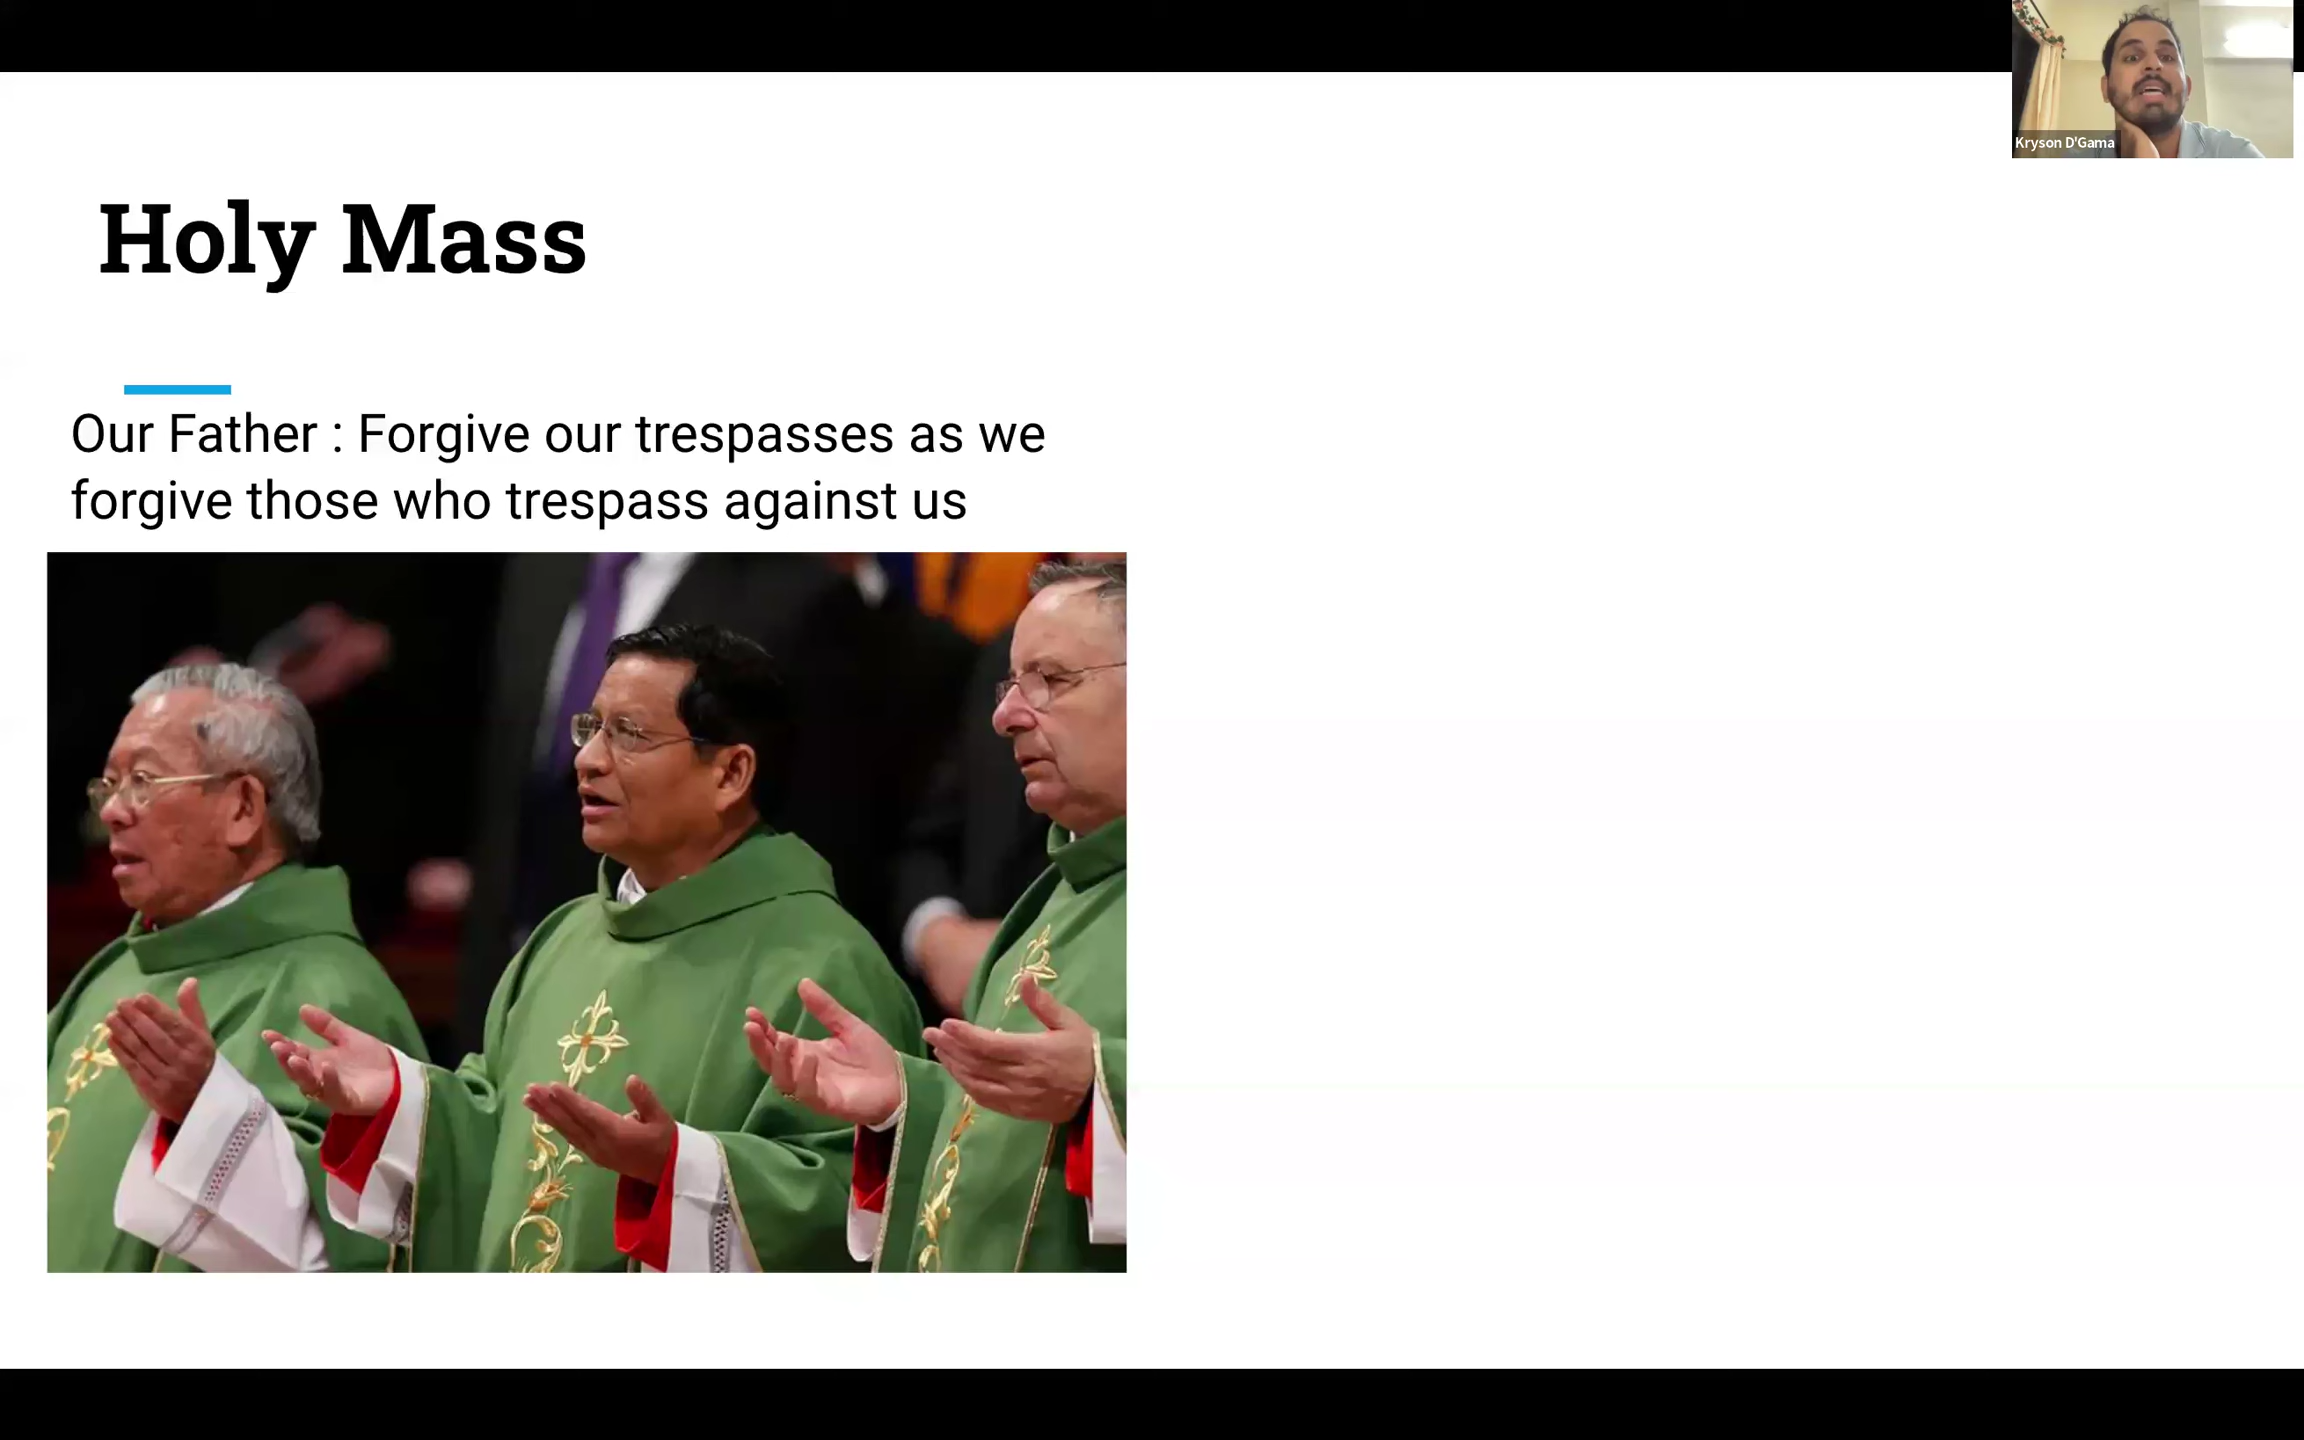 Kryson D'Gama
Holy Mass
Our Father : Forgive our trespasses as we
forgive those who trespass against us